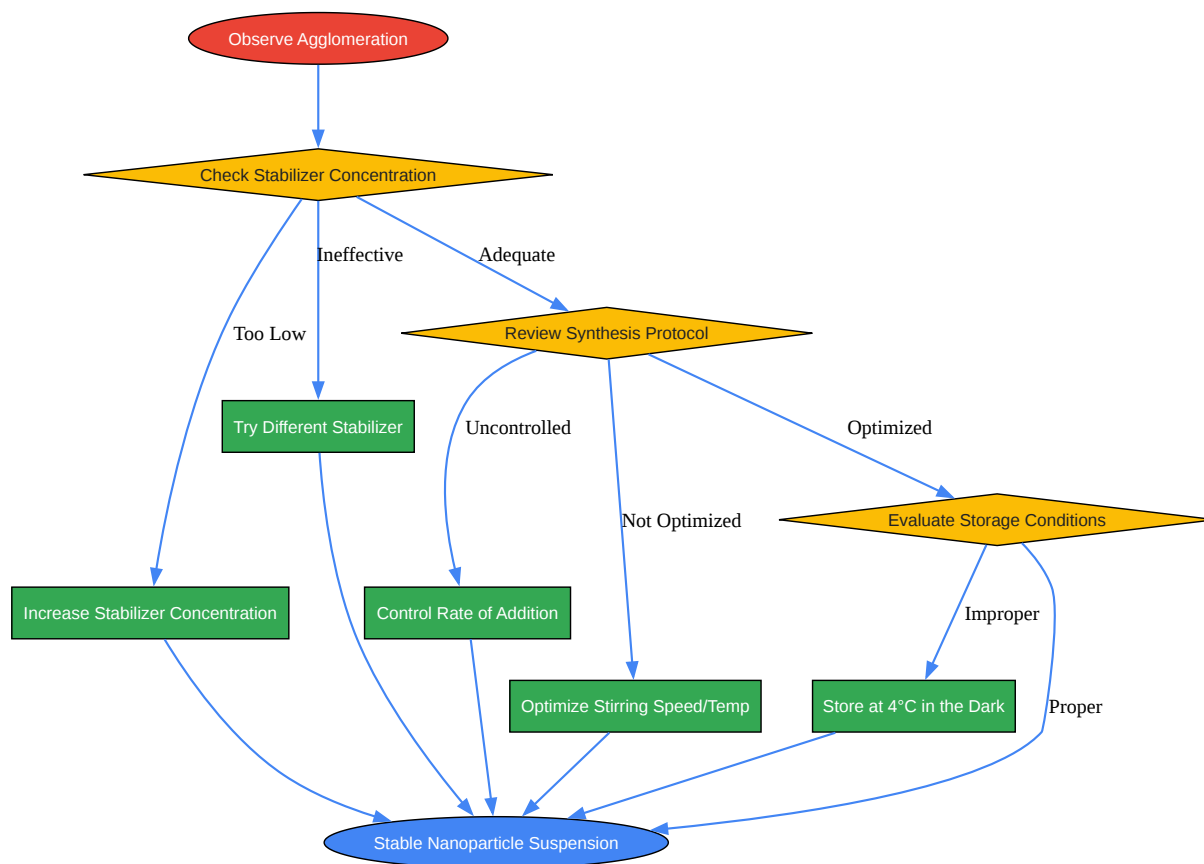 Observe Agglomeration
Check Stabilizer Concentration
Ineffective
Adequate
Too Low
Review Synthesis Protocol
Try Different Stabilizer
Uncontrolled
Optimized
Not Optimized
Evaluate Storage Conditions
Increase Stabilizer Concentration
Control Rate of Addition
Improper
Optimize Stirring Speed/Temp
Store at 4°C in the Dark
Proper
Stable Nanoparticle Suspension